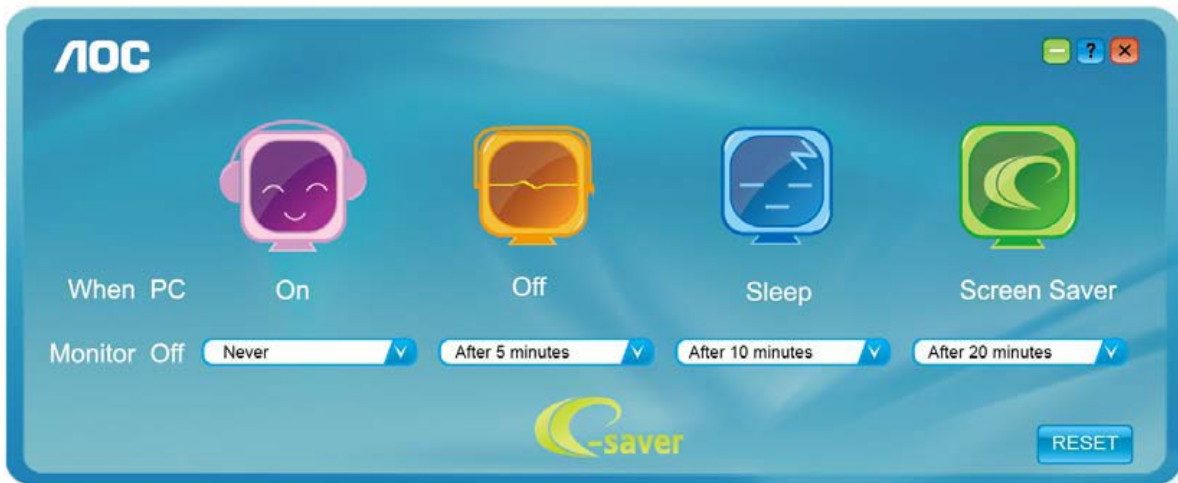 AOC
?
When PC On Off Sleep Screen Saver
Monitor Off Never After 5 minutes After 10 minutes After 20 minutes
e-saver
RESET